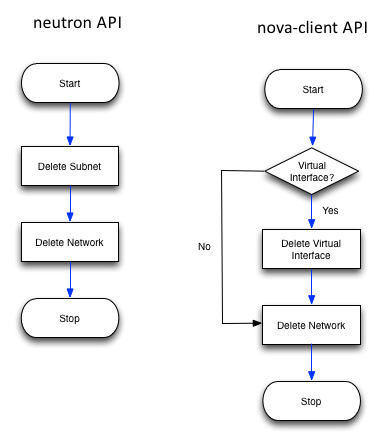 neutron API
Start
Delete Subnet
Delete Network
Stop
nova-client API
Start
Virtual
Interface?
Yes
No
Delete Virtual
Interface
Delete Network
Stop